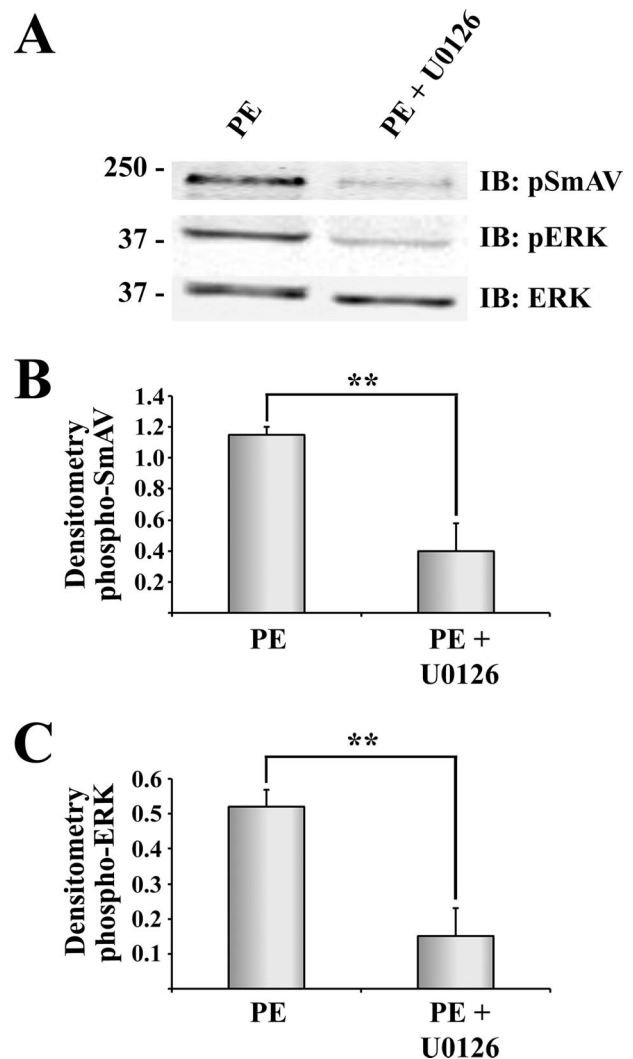 A
PE
PE + U0126
250 -
IB: pSmAV
37 -
IB: pERK
37 -
IB: ERK
B
Densitometry
phospho-SmAV
1.4
1.2
1.0
0.8
0.6
0.4
0.2
**
PE
PE +
U0126
C
Densitometry
phospho-ERK
0.6
0.5
0.4
0.3
0.2
0.1
**
PE
PE +
U0126